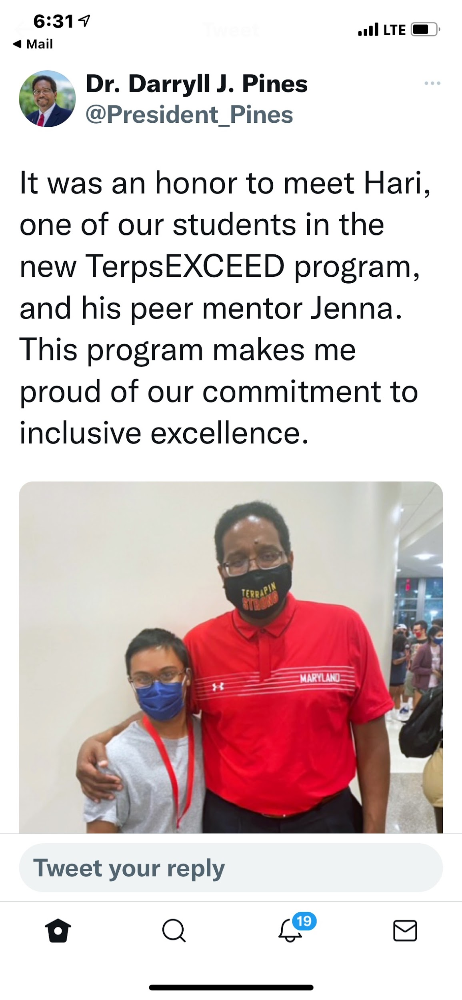 6:31
LTE
Mail
Tweet
Dr. Darryll J. Pines
@President_Pines
It was an honor to meet Hari,
one of our students in the
new TerpsEXCEED program,
and his peer mentor Jenna.
This program makes me
proud of our commitment to
inclusive excellence.
TERRAPIN
STRONG
MARYLAND
Tweet your reply
19